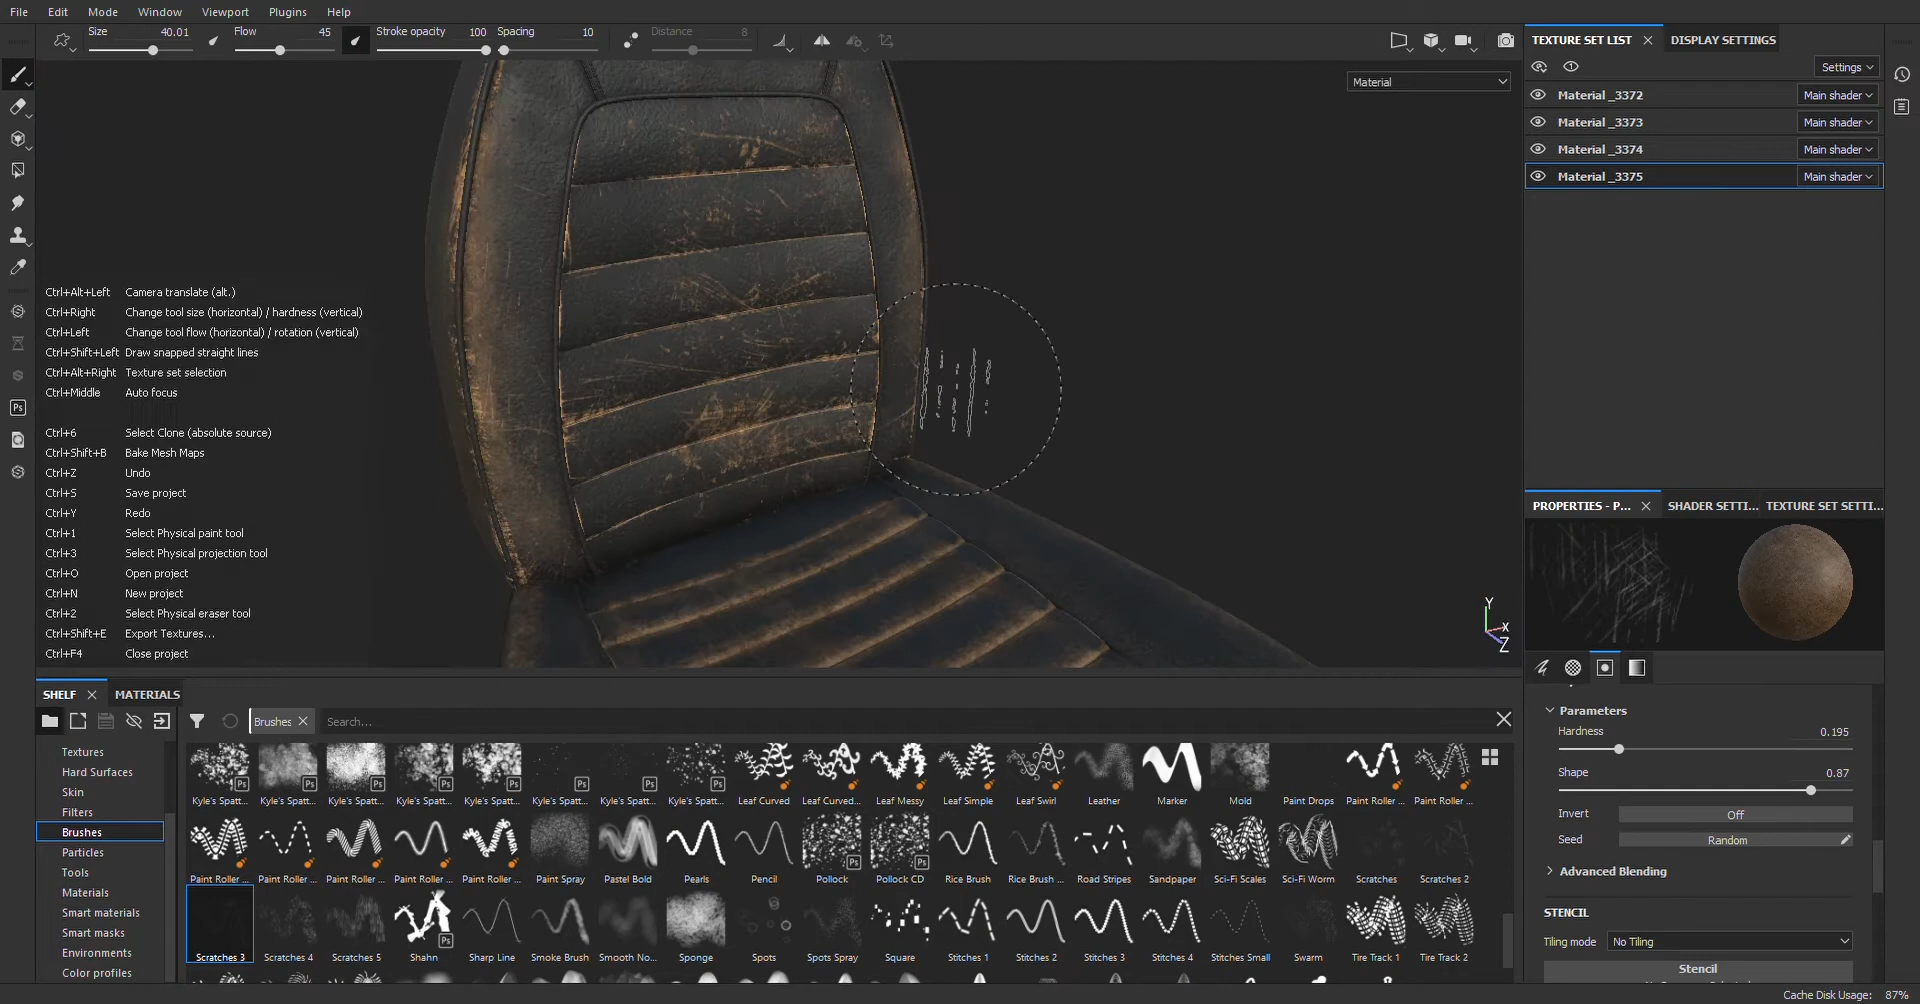 File Edit Mode Window Viewport Plugins Help
Size 40.01 Flow 45 Stroke opacity 100 Spacing 10 Distance 8
Material
Ctrl+Alt+Left Camera translate (alt.)
Ctrl+Right Change tool size (horizontal) / hardness (vertical)
Ctrl+Left Change tool flow (horizontal) / rotation (vertical)
Ctrl+Shift+Left Draw snapped straight lines
Ctrl+Alt+Right Texture set selection
Ctrl+Middle Auto focus
Ctrl+6 Select Clone (absolute source)
Ctrl+Shift+B Bake Mesh Maps
Ctrl+Z Undo
Ctrl+S Save project
Ctrl+Y Redo
Ctrl+1 Select Physical paint tool
Ctrl+3 Select Physical projection tool
Ctrl+O Open project
Ctrl+N New project
Ctrl+2 Select Physical eraser tool
Ctrl+Shift+E Export Textures...
Ctrl+F4 Close project
Ps
Y
X
Z
TEXTURE SET LIST DISPLAY SETTINGS
Settings
Material _3372 Main shader
Material _3373 Main shader
Material _3374 Main shader
Material _3375 Main shader
PROPERTIES - P... SHADER SETTI... TEXTURE SET SETTI...
Parameters
Hardness 0.195
Shape 0.87
Invert Off
Seed Random
Advanced Blending
STENCIL
Tiling mode No Tiling
Stencil
SHELF MATERIALS
Brushes Search...
Textures
Hard Surfaces
Skin
Filters
Brushes
Particles
Tools
Materials
Smart materials
Smart masks
Environments
Color profiles
Kyle's Spatt... Kyle's Spatt... Kyle's Spatt... Kyle's Spatt... Kyle's Spatt... Kyle's Spatt... Kyle's Spatt... Kyle's Spatt... Leaf Curved Leaf Curved... Leaf Messy Leaf Simple Leaf Swirl Leather Marker Mold Paint Drops Paint Roller ... Paint Roller ...
Paint Roller ... Paint Roller ... Paint Roller ... Paint Roller ... Paint Roller ... Paint Spray Pastel Bold Pearls Pencil Pollock Pollock CD Rice Brush Rice Brush ... Road Stripes Sandpaper Sci-Fi Scales Sci-Fi Worm Scratches Scratches 2
Scratches 3 Scratches 4 Scratches 5 Shahn Sharp Line Smoke Brush Smooth No... Sponge Spots Spots Spray Square Stitches 1 Stitches 2 Stitches 3 Stitches 4 Stitches Small Swarm Tire Track 1 Tire Track 2
Cache Disk Usage: 87%